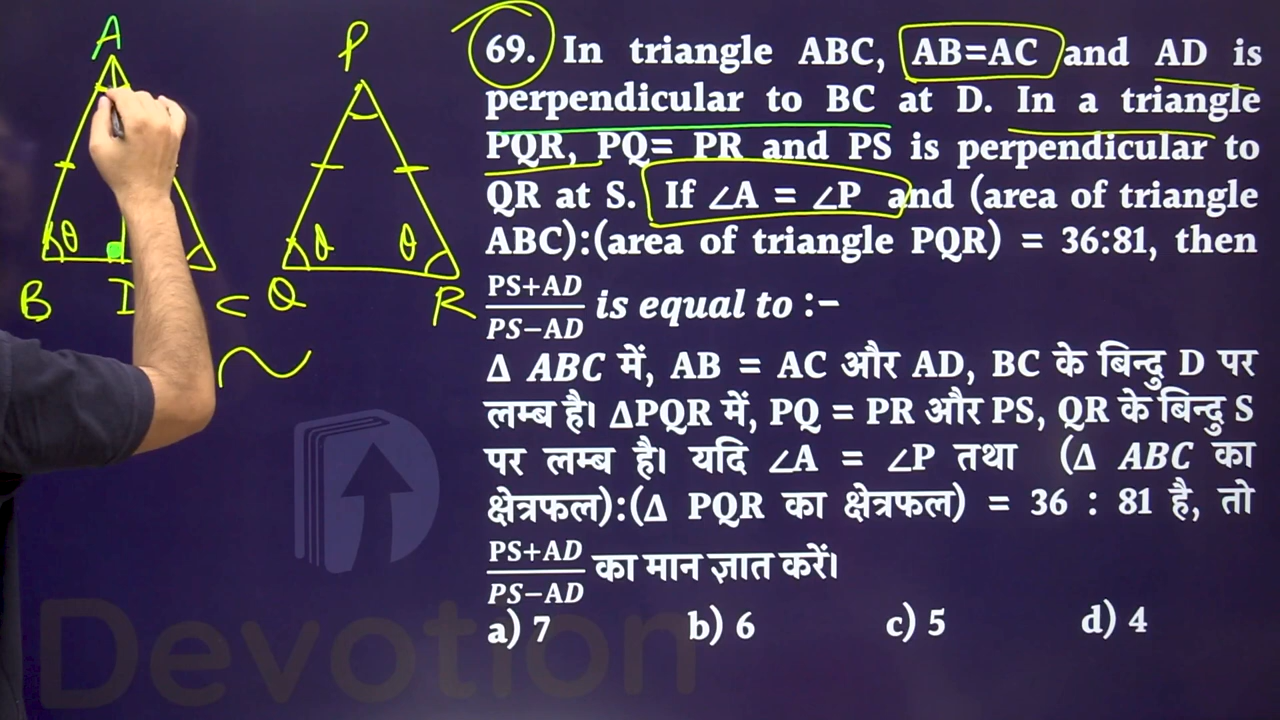 69. In triangle ABC, AB=AC and AD is
perpendicular to BC at D. In a triangle
PQR, PQ= PR and PS is perpendicular to
QR at S. If ∠A = ∠P and (area of triangle
ABC):(area of triangle PQR) = 36:81, then
PS+AD
PS−AD
is equal to :-
Δ ABC में, AB = AC और AD, BC के बिन्दु D पर
लम्ब है। ΔPQR में, PQ = PR और PS, QR के बिन्दु S
पर लम्ब है। यदि ∠A = ∠P तथा (Δ ABC का
क्षेत्रफल):(Δ PQR का क्षेत्रफल) = 36 : 81 है, तो
PS+AD
PS−AD
का मान ज्ञात करें।
a) 7 b) 6 c) 5 d) 4
A
P
θ
θ θ
B
D
C
Q
R
~
Devotion